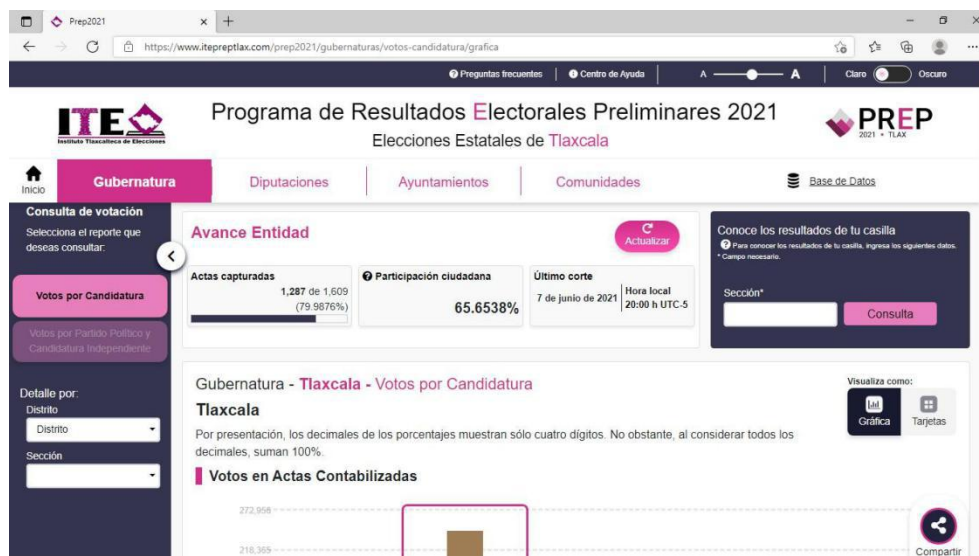 Prep2021
https://www.itepreptlax.com/prep2021/gubernaturas/votos-candidatura/grafica
Preguntas frecuentes
Centro de Ayuda
A A
Claro Oscuro
ITE
Instituto Tlaxcalteca de Elecciones
Programa de Resultados Electorales Preliminares 2021
Elecciones Estatales de Tlaxcala
PREP
2021 • TLAX
Inicio
Gubernatura
Diputaciones
Ayuntamientos
Comunidades
Base de Datos
Consulta de votación
Selecciona el reporte que
deseas consultar:
Votos por Candidatura
Votos por Partido Político y
Candidatura Independiente
Detalle por:
Distrito
Distrito
Sección
Avance Entidad
Actualizar
Actas capturadas
1,287 de 1,609
(79.9876%)
Participación ciudadana
65.6538%
Último corte
7 de junio de 2021
Hora local
20:00 h UTC-5
Conoce los resultados de tu casilla
Para conocer los resultados de tu casilla, ingresa los siguientes datos.
* Campo necesario.
Sección*
Consulta
Gubernatura - Tlaxcala - Votos por Candidatura
Tlaxcala
Por presentación, los decimales de los porcentajes muestran sólo cuatro dígitos. No obstante, al considerar todos los
decimales, suman 100%.
Visualiza como:
Gráfica
Tarjetas
Votos en Actas Contabilizadas
272,956
218,365
Compartir